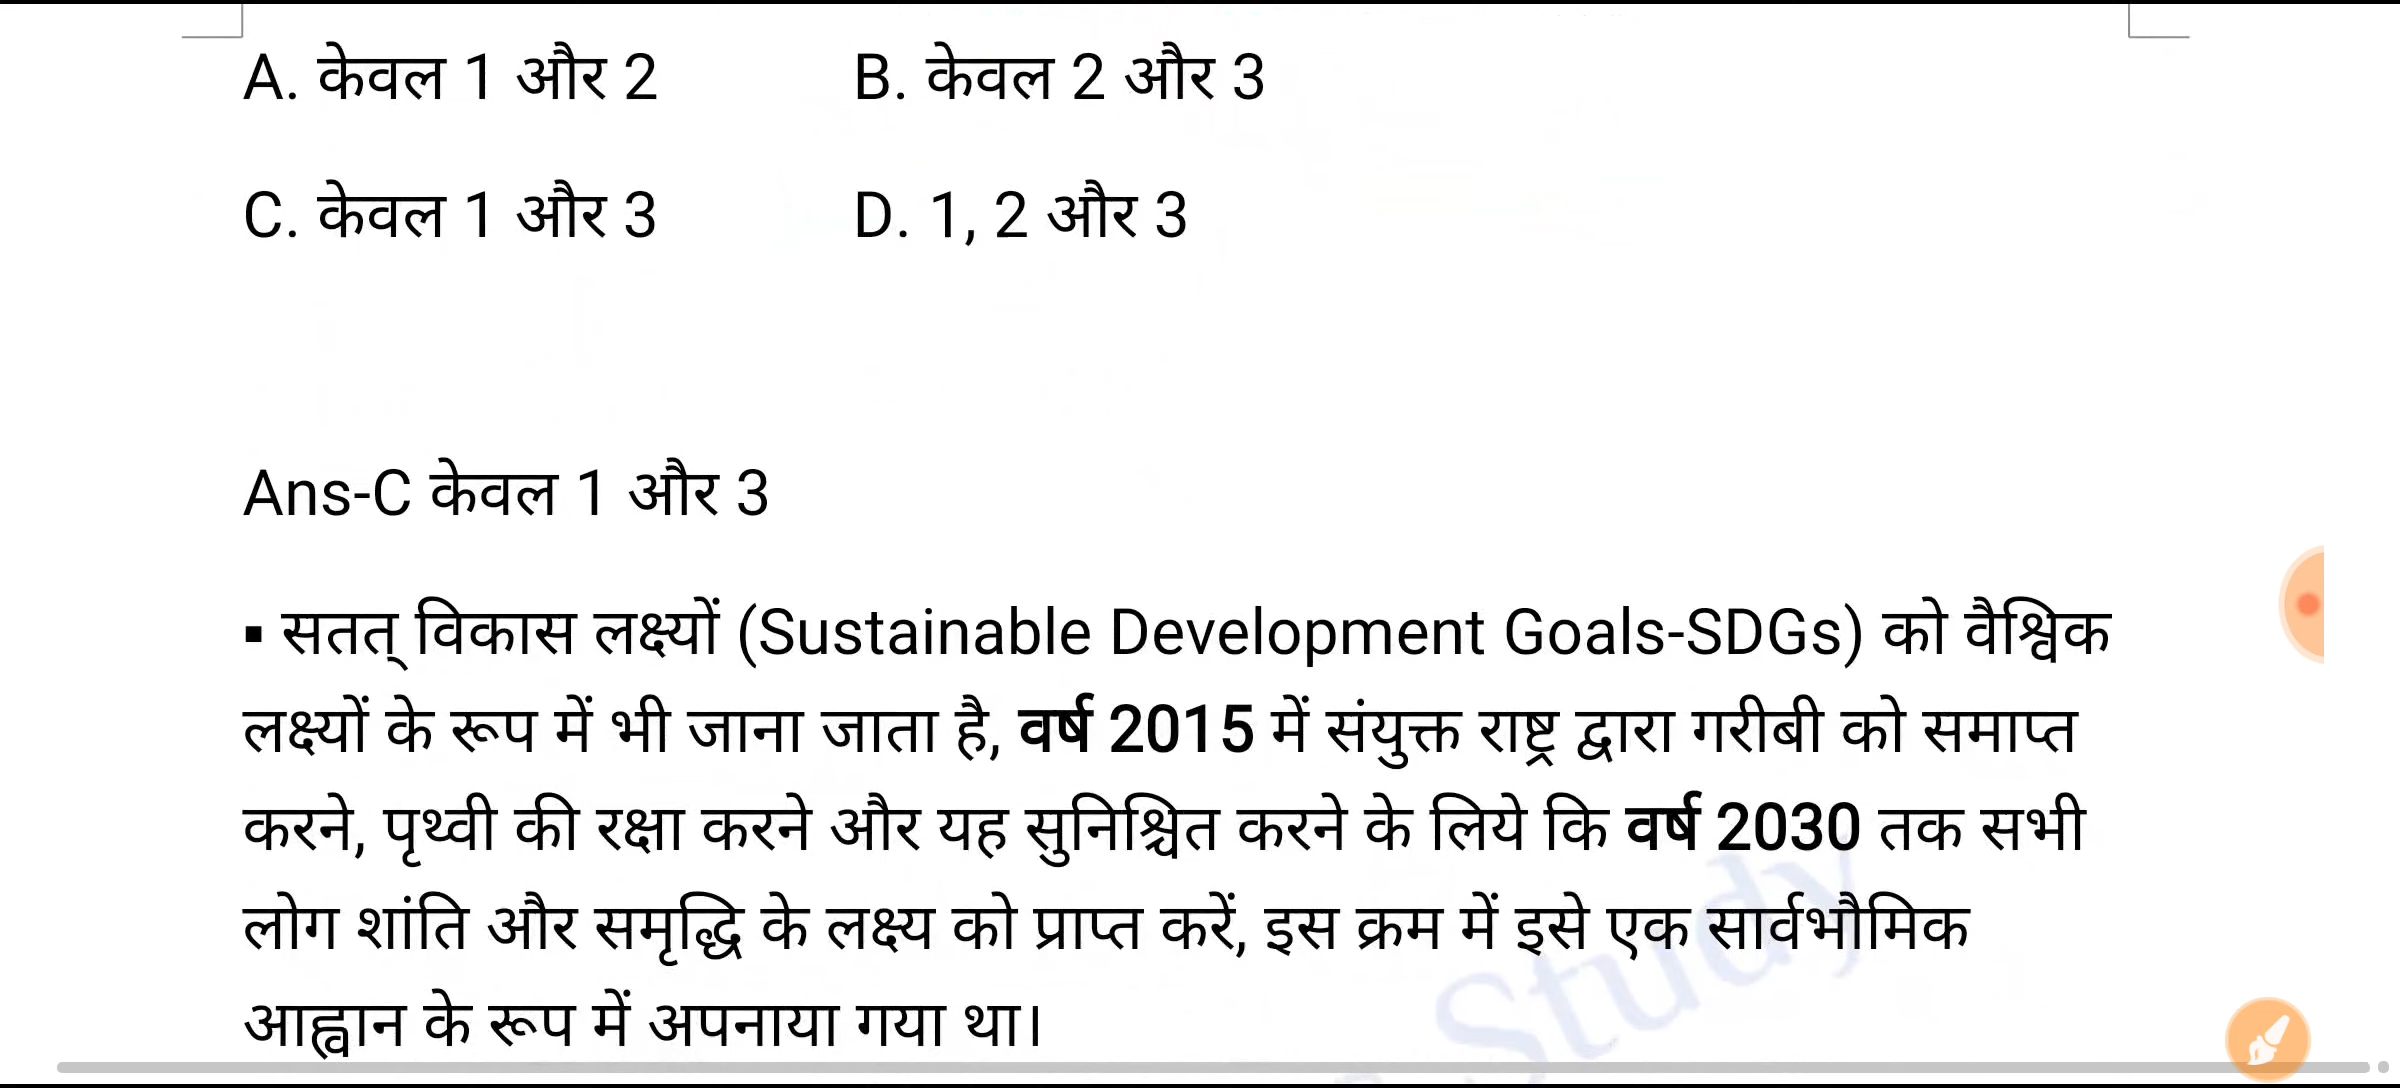 A. केवल 1 और 2 B. केवल 2 और 3
C. केवल 1 और 3 D. 1, 2 और 3
Ans-C केवल 1 और 3
▪ सतत् विकास लक्ष्यों (Sustainable Development Goals-SDGs) को वैश्विक
लक्ष्यों के रूप में भी जाना जाता है, वर्ष 2015 में संयुक्त राष्ट्र द्वारा गरीबी को समाप्त
करने, पृथ्वी की रक्षा करने और यह सुनिश्चित करने के लिये कि वर्ष 2030 तक सभी
लोग शांति और समृद्धि के लक्ष्य को प्राप्त करें, इस क्रम में इसे एक सार्वभौमिक
आह्वान के रूप में अपनाया गया था।
Study